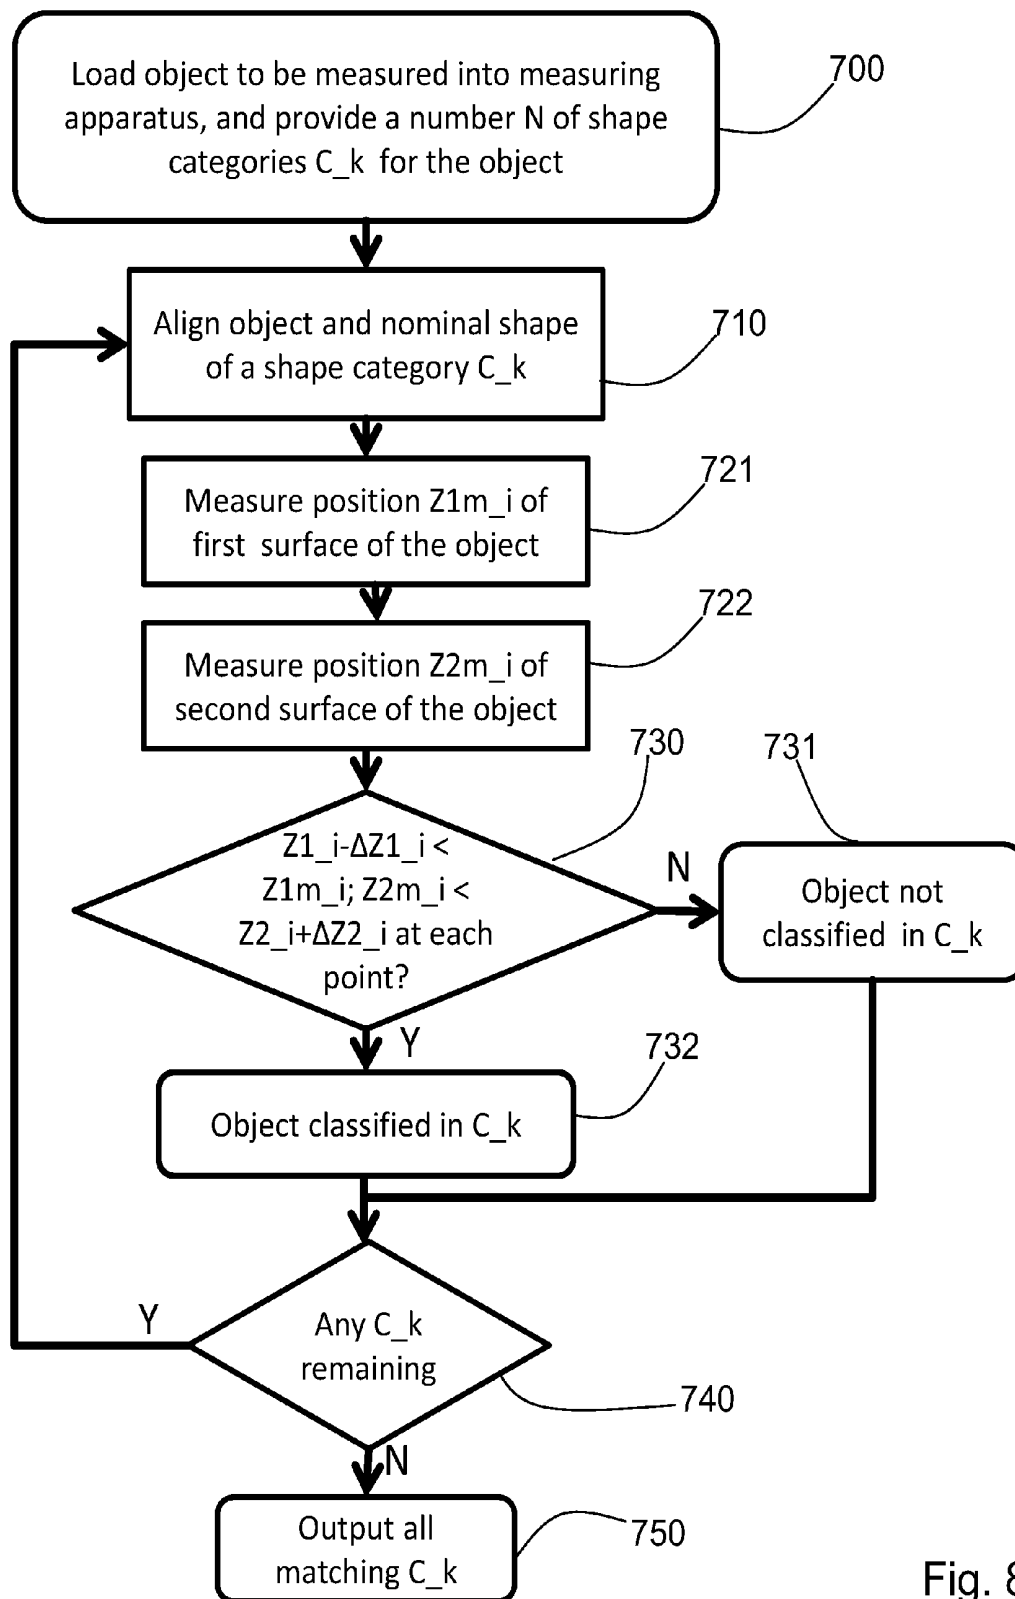 Load object to be measured into measuring
apparatus, and provide a number N of shape
categories C_k for the object
700
Align object and nominal shape
of a shape category C_k
710
Measure position Z1m_i of
first surface of the object
721
Measure position Z2m_i of
second surface of the object
722
Z1_i-ΔZ1_i <
Z1m_i; Z2m_i <
Z2_i+ΔZ2_i at each
point?
730
N
731
Object not
classified in C_k
Y
732
Object classified in C_k
Any C_k
remaining
Y
740
N
Output all
matching C_k
750
Fig. 8